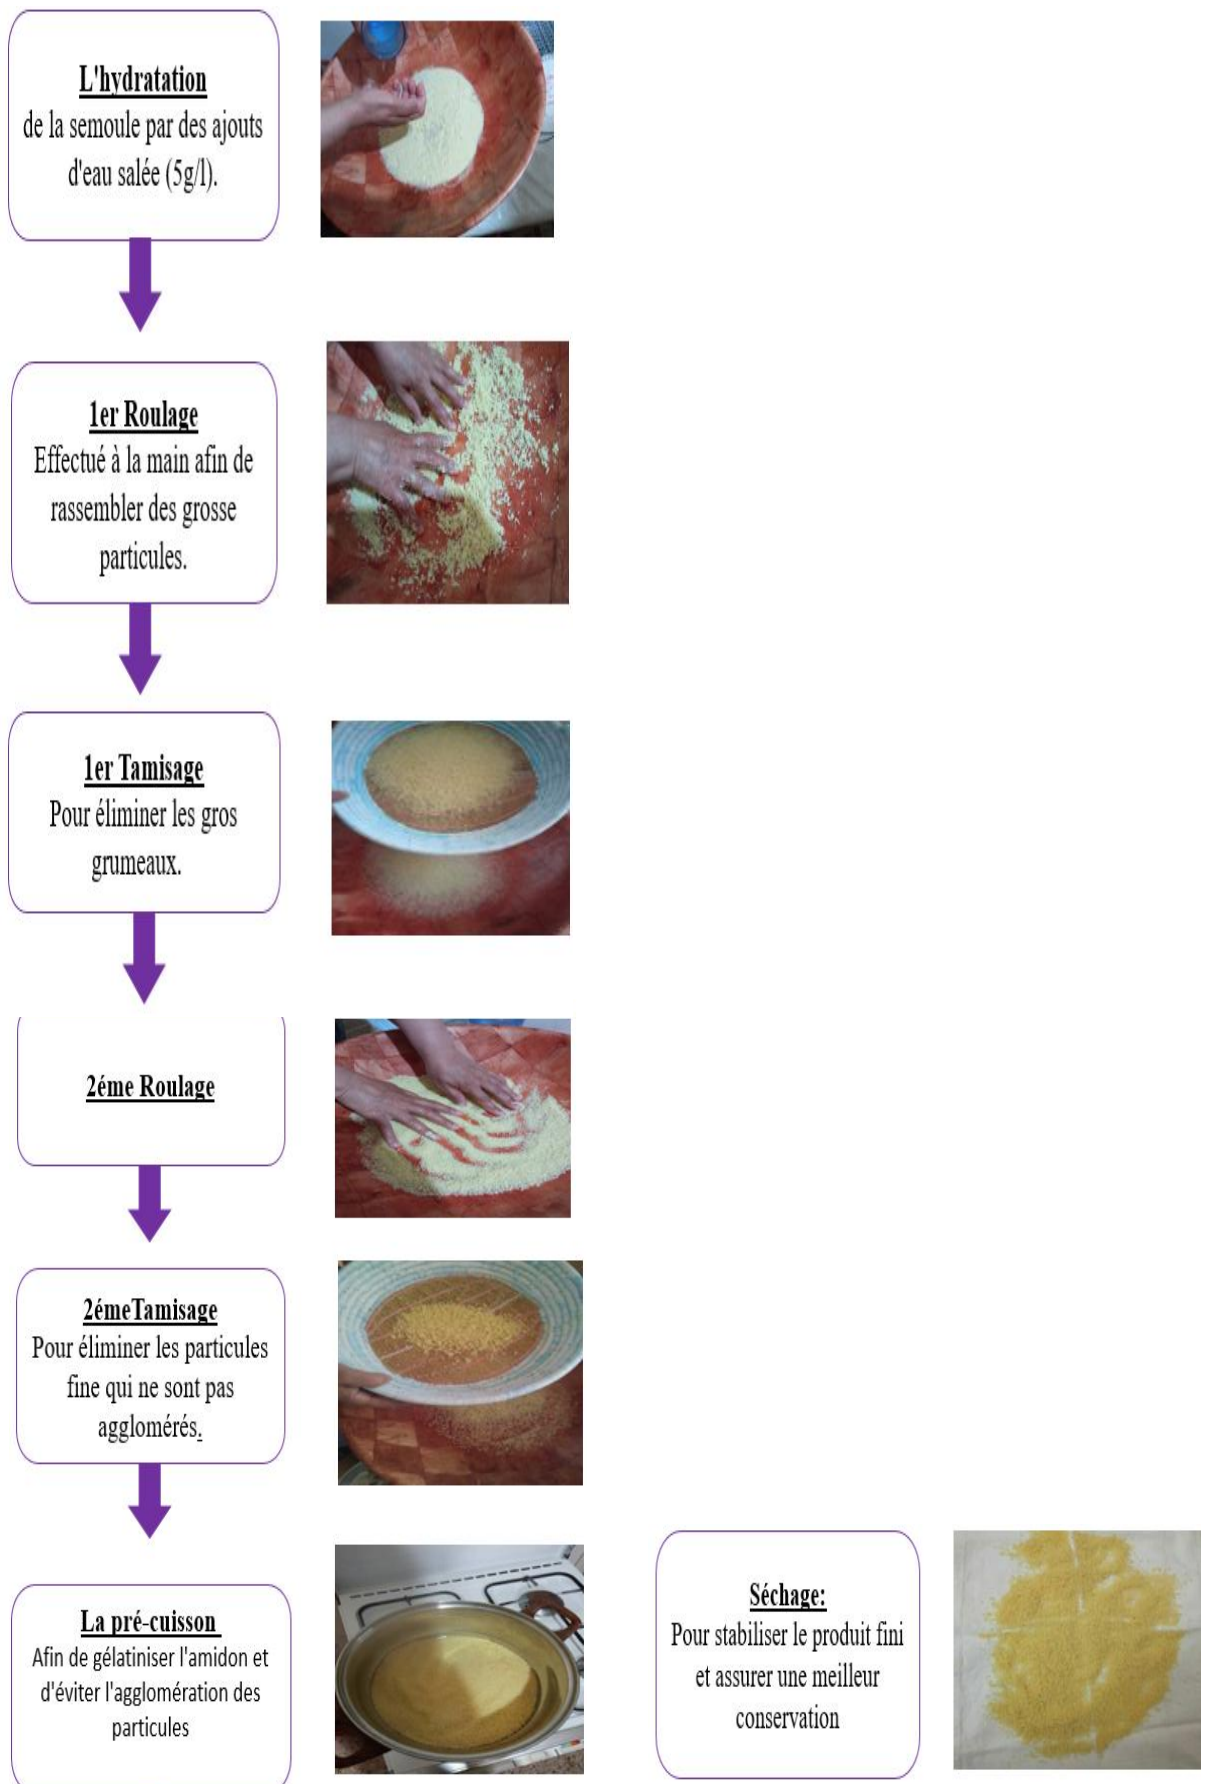 L'hydratation
de la semoule par des ajouts
d'eau salée (5g/l).
1er Roulage
Effectué à la main afin de
rassembler des grosse
particules.
1er Tamisage
Pour éliminer les gros
grumeaux.
2éme Roulage
2émeTamisage
Pour éliminer les particules
fine qui ne sont pas
agglomérés.
La pré-cuisson
Afin de gélatiniser l'amidon et
d'éviter l'agglomération des
particules
Séchage:
Pour stabiliser le produit fini
et assurer une meilleur
conservation